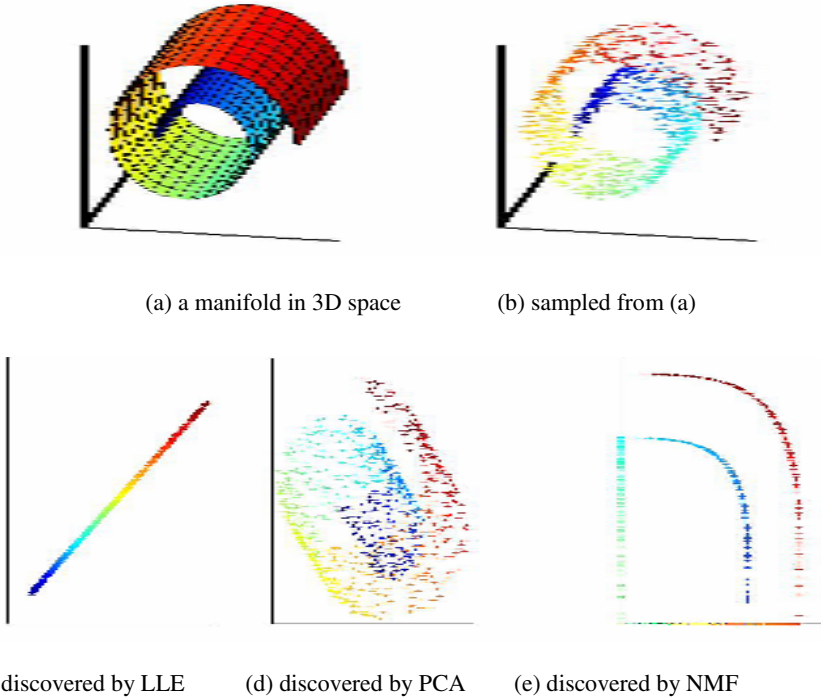 (a) a manifold in 3D space (b) sampled from (a)
discovered by LLE (d) discovered by PCA (e) discovered by NMF